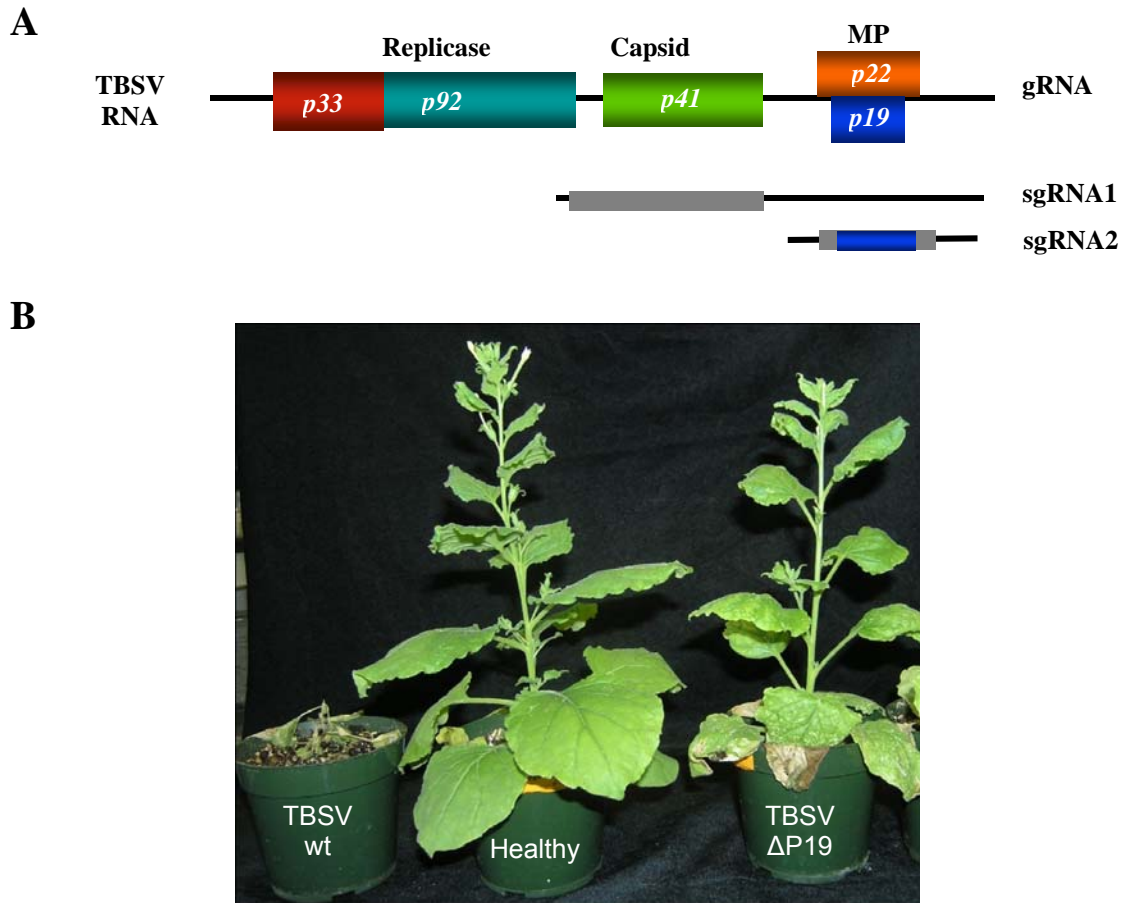 A
Replicase
Capsid
MP
TBSV
RNA
p33
p92
p41
p22
p19
gRNA
sgRNA1
sgRNA2
B
TBSV
wt
Healthy
TBSV
ΔP19